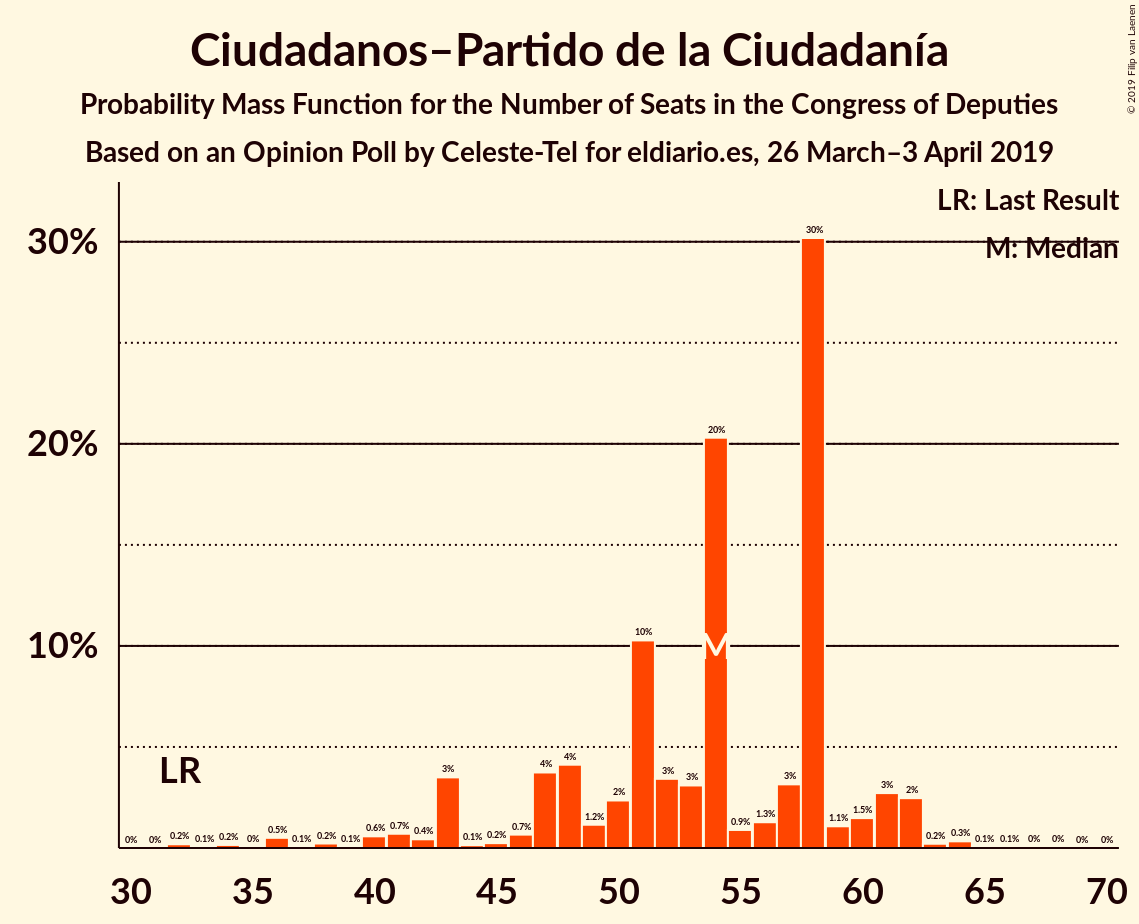 Ciudadanos–Partido de la Ciudadanía
Probability Mass Function for the Number of Seats in the Congress of Deputies
Based on an Opinion Poll by Celeste-Tel for eldiario.es, 26 March–3 April 2019
© 2019 Filip van Laenen
LR: Last Result
M: Median
30%
20%
10%
LR
M
0% 0% 0.2% 0.1% 0.2% 0% 0.5% 0.1% 0.2% 0.1% 0.6% 0.7% 0.4% 3% 0.1% 0.2% 0.7% 4% 4% 1.2% 2% 10% 3% 3% 20% 0.9% 1.3% 3% 30% 1.1% 1.5% 3% 2% 0.2% 0.3% 0.1% 0.1% 0% 0% 0% 0%
30 35 40 45 50 55 60 65 70